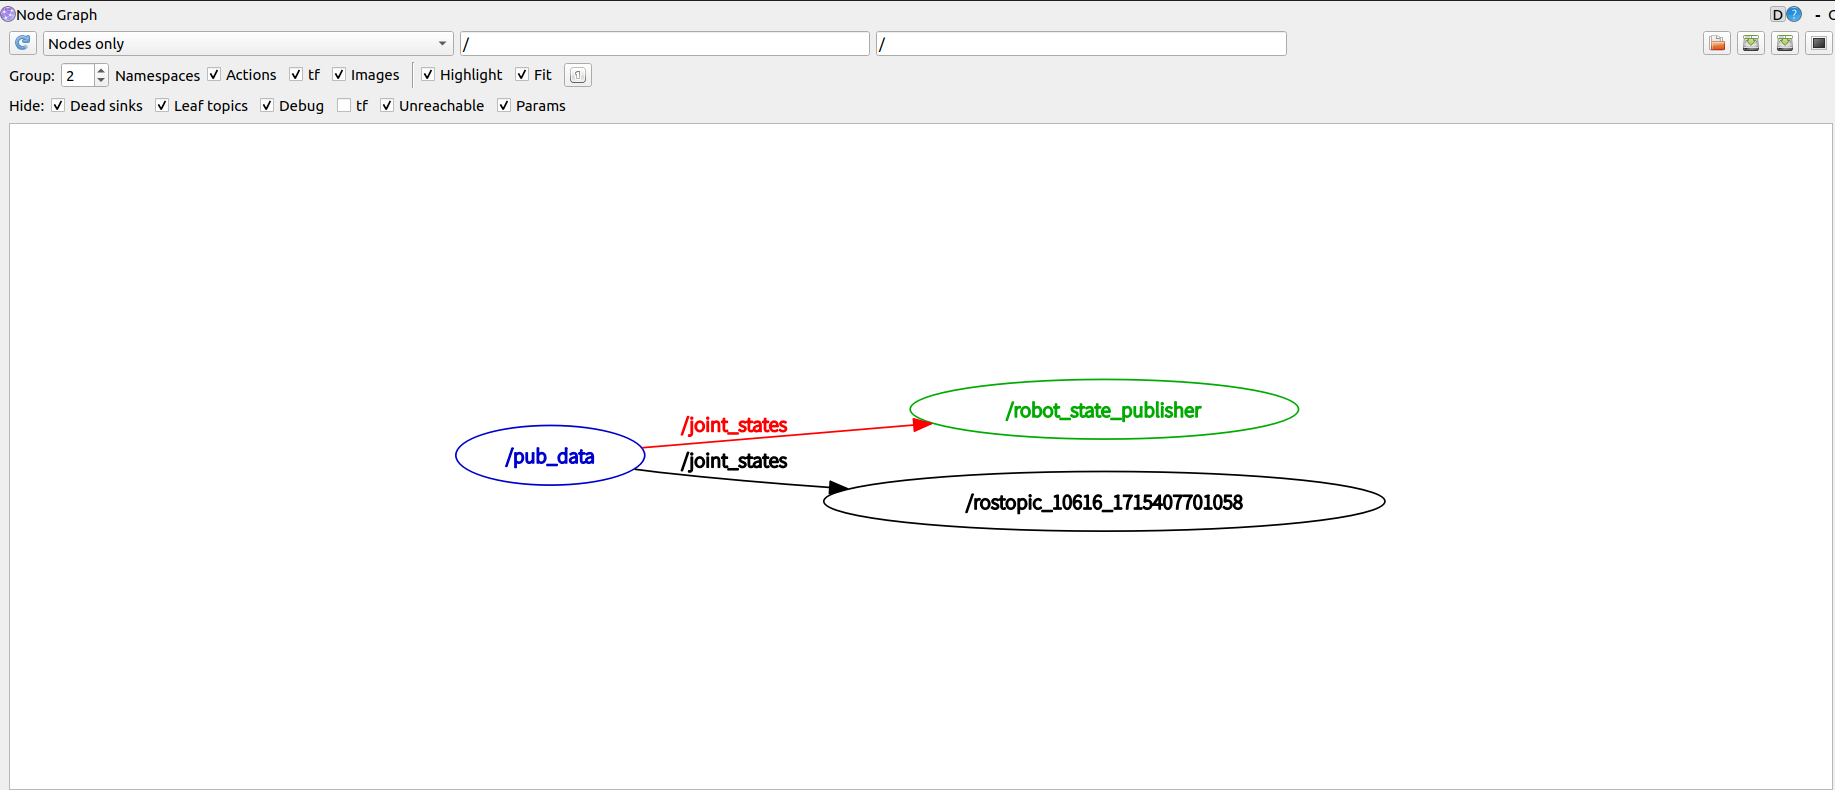 Node Graph
D ? - C
Nodes only / /
Group: 2 Namespaces Actions tf Images Highlight Fit
Hide: Dead sinks Leaf topics Debug tf Unreachable Params
/joint_states
/robot_state_publisher
/pub_data
/joint_states
/rostopic_10616_1715407701058